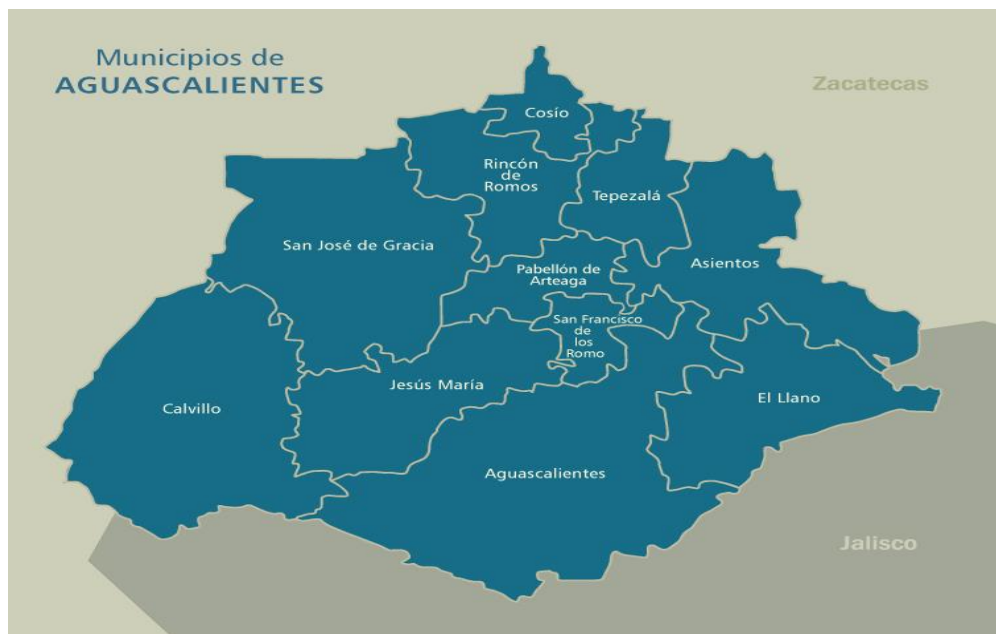 Municipios de
AGUASCALIENTES
Zacatecas
Cosío
Rincón
de
Romos
Tepezalá
San José de Gracia
Asientos
Pabellón de
Arteaga
San Francisco
de
los
Romo
Jesús María
El Llano
Calvillo
Aguascalientes
Jalisco